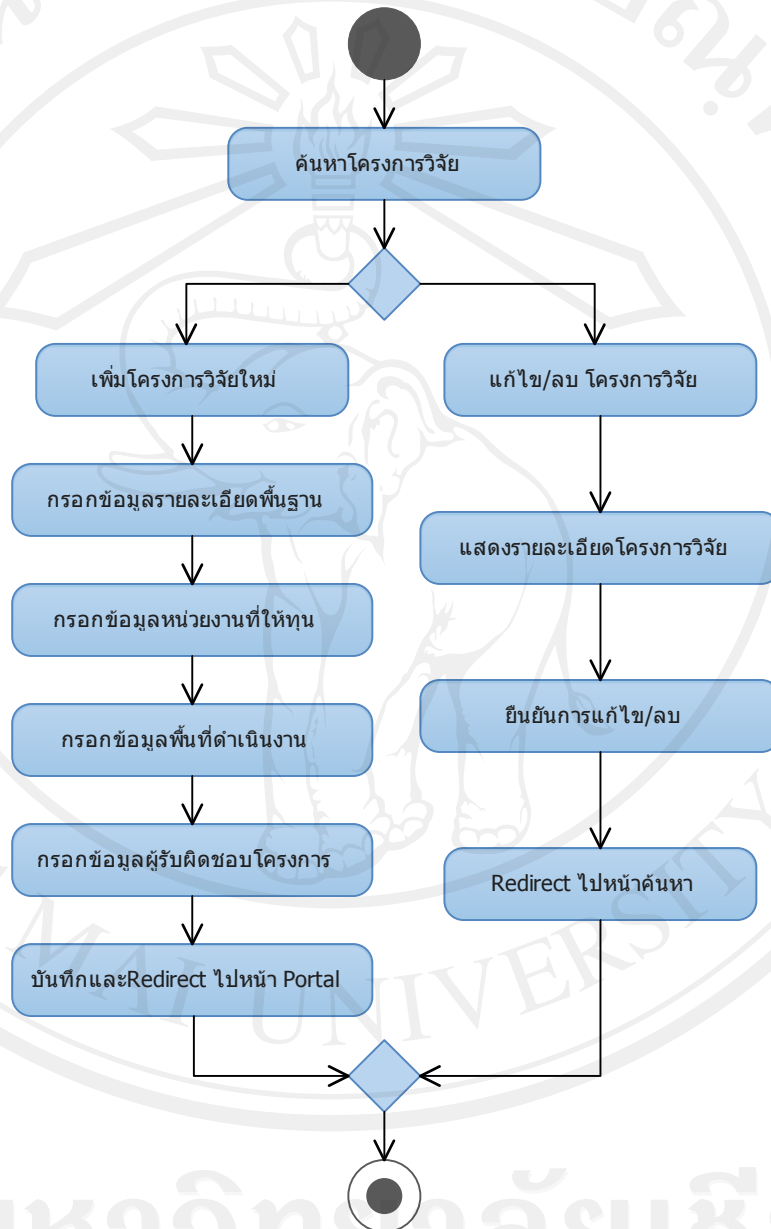 ค้นหาโครงการวิจัย
เพิ่มโครงการวิจัยใหม่
แก้ไข/ลบ โครงการวิจัย
กรอกข้อมูลรายละเอียดพื้นฐาน
แสดงรายละเอียดโครงการวิจัย
กรอกข้อมูลหน่วยงานที่ให้ทุน
ยืนยันการแก้ไข/ลบ
กรอกข้อมูลพื้นที่ดำเนินงาน
กรอกข้อมูลผู้รับผิดชอบโครงการ
Redirect ไปหน้าค้นหา
บันทึกและRedirect ไปหน้า Portal
MAI UNIVERSITY